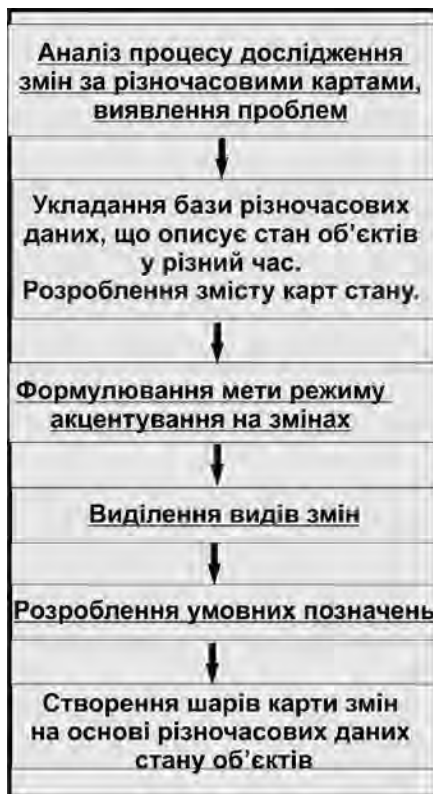 Аналіз процесу дослідження
змін за різночасовими картами,
виявлення проблем
Укладання бази різночасових
даних, що описує стан об’єктів
у різний час.
Розроблення змісту карт стану.
Формулювання мети режиму
акцентування на змінах
Виділення видів змін
Розроблення умовних позначень
Створення шарів карти змін
на основі різночасових даних
стану об’єктів